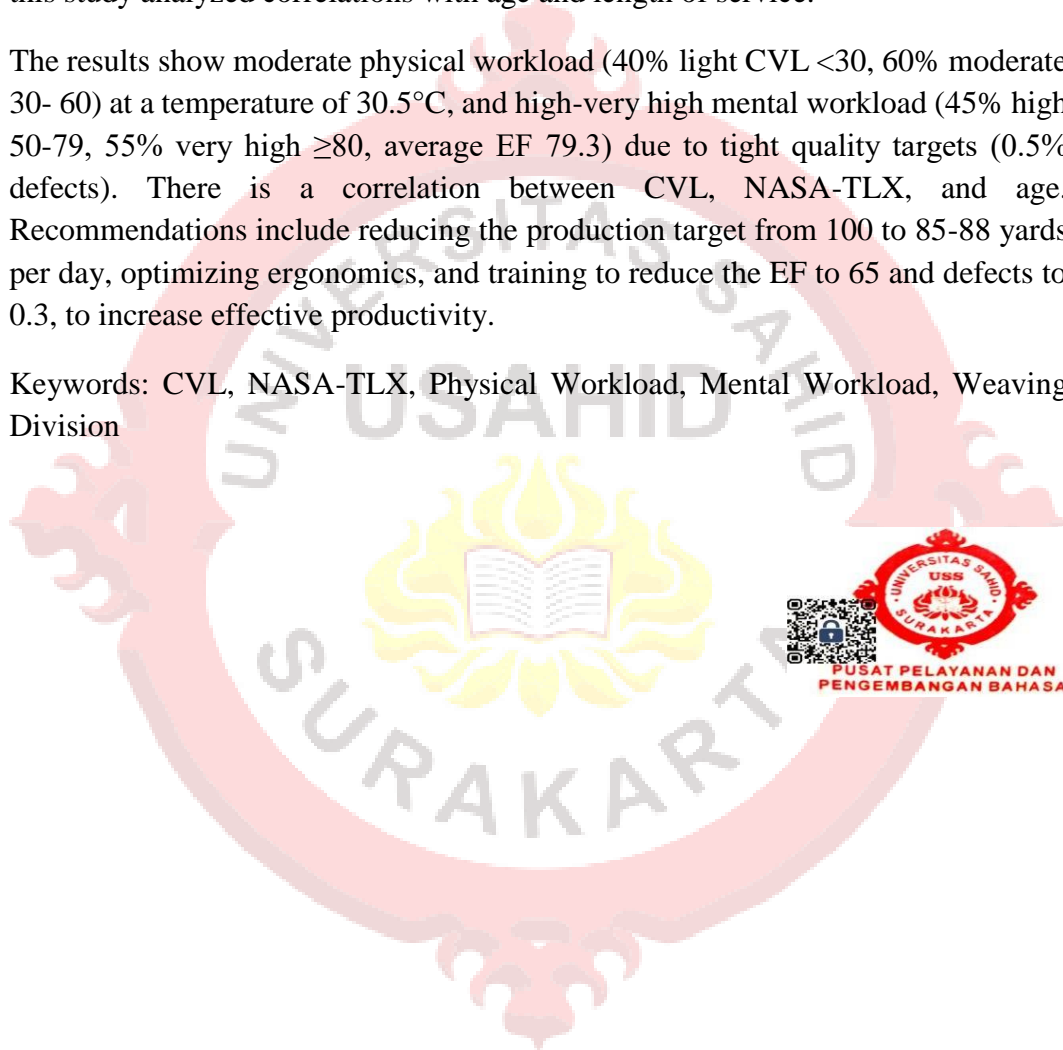 this study analyzed correlations with age and length of service.
The results show moderate physical workload (40% light CVL <30, 60% moderate
30- 60) at a temperature of 30.5°C, and high-very high mental workload (45% high
50-79, 55% very high ≥80, average EF 79.3) due to tight quality targets (0.5%
defects). There is a correlation between CVL, NASA-TLX, and age.
Recommendations include reducing the production target from 100 to 85-88 yards
per day, optimizing ergonomics, and training to reduce the EF to 65 and defects to
0.3, to increase effective productivity.
Keywords: CVL, NASA-TLX, Physical Workload, Mental Workload, Weaving
Division
UNIVERSITAS SAHID
USAHID
SURAKARTA
UNIVERSITAS SAHID
USS
SURAKARTA
PUSAT PELAYANAN DAN
PENGEMBANGAN BAHASA